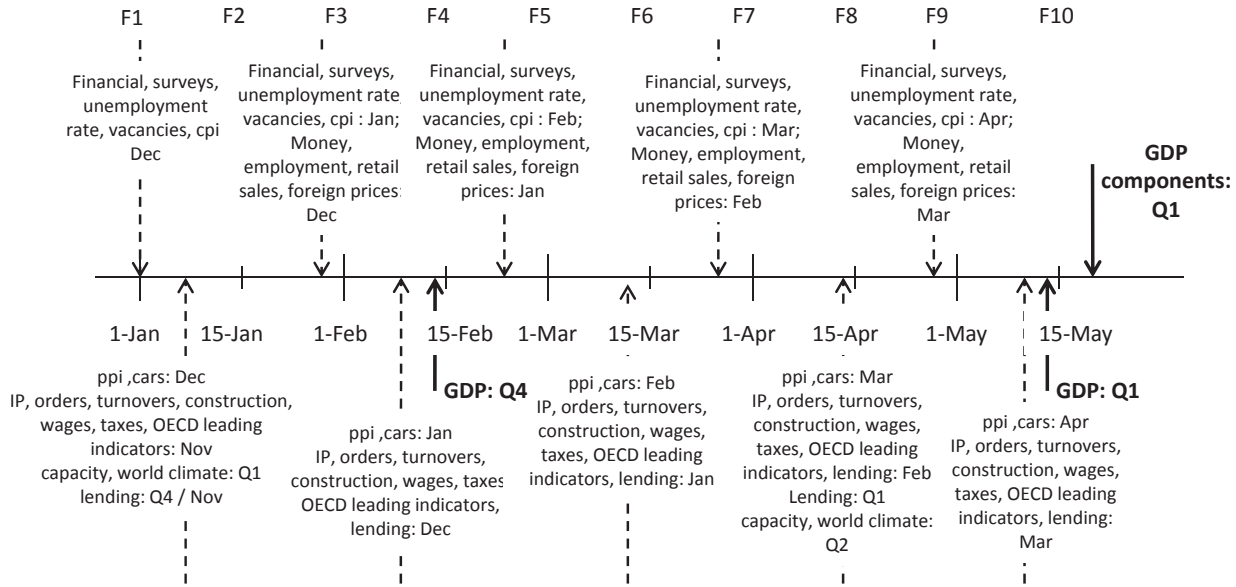 F1 F2 F3 F4 F5 F6 F7 F8 F9 F10
Financial, surveys,
unemployment
rate, vacancies, cpi
Dec
Financial, surveys,
unemployment rate,
vacancies, cpi : Jan;
Money,
employment, retail
sales, foreign prices:
Dec
Financial, surveys,
unemployment rate,
vacancies, cpi : Feb;
Money, employment,
retail sales, foreign
prices: Jan
Financial, surveys,
unemployment rate,
vacancies, cpi : Mar;
Money, employment,
retail sales, foreign
prices: Feb
Financial, surveys,
unemployment rate,
vacancies, cpi : Apr;
Money,
employment, retail
sales, foreign prices:
Mar
GDP
components:
Q1
1-Jan 15-Jan 1-Feb 15-Feb 1-Mar 15-Mar 1-Apr 15-Apr 1-May 15-May
ppi ,cars: Dec
IP, orders, turnovers, construction,
wages, taxes, OECD leading
indicators: Nov
capacity, world climate: Q1
lending: Q4 / Nov
ppi ,cars: Jan
IP, orders, turnovers,
construction, wages, taxes
OECD leading indicators,
lending: Dec
GDP: Q4
ppi ,cars: Feb
IP, orders, turnovers,
construction, wages,
taxes, OECD leading
indicators, lending: Jan
ppi ,cars: Mar
IP, orders, turnovers,
construction, wages,
taxes, OECD leading
indicators, lending: Feb
Lending: Q1
capacity, world climate:
Q2
GDP: Q1
ppi ,cars: Apr
IP, orders, turnovers,
construction, wages,
taxes, OECD leading
indicators, lending:
Mar